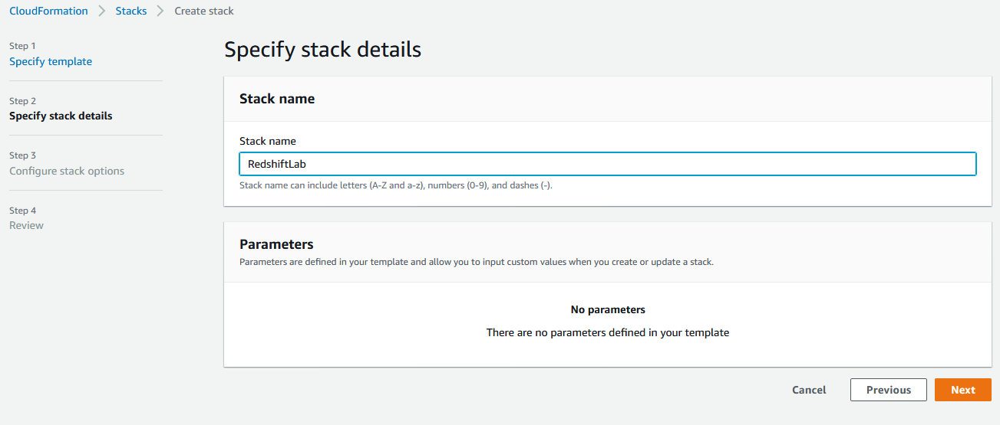 CloudFormation > Stacks > Create stack
Step 1
Specify template
Step 2
Specify stack details
Step 3
Configure stack options
Step 4
Review
Specify stack details
Stack name
Stack name
RedshiftLab
Stack name can include letters (A-Z and a-z), numbers (0-9), and dashes (-).
Parameters
Parameters are defined in your template and allow you to input custom values when you create or update a stack.
No parameters
There are no parameters defined in your template
Cancel Previous Next